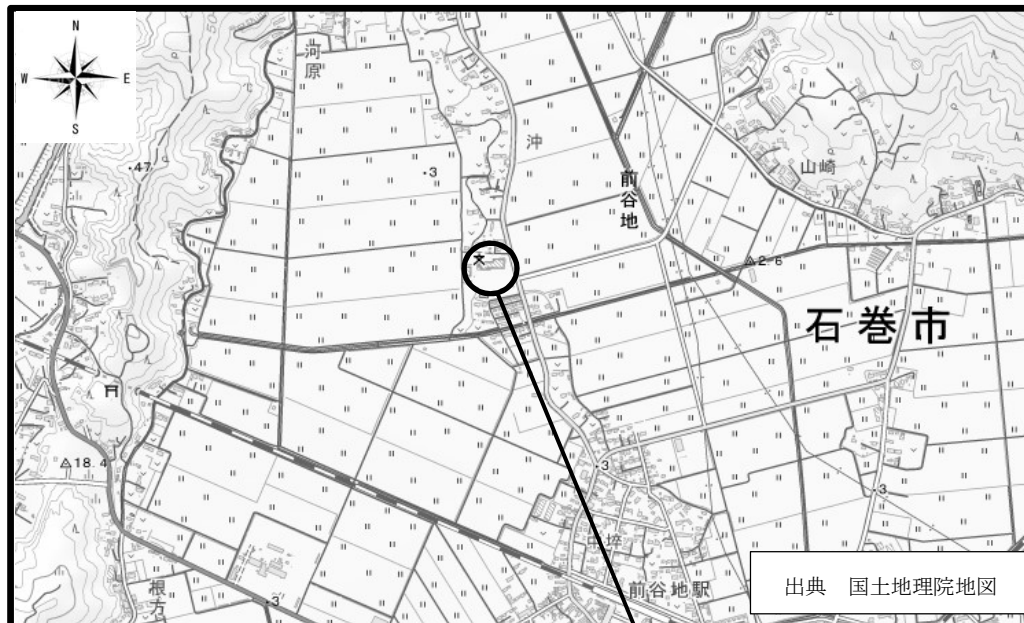 N
W E
S
河原
沖
・47
・3
前谷地
山崎
2.6
石巻市
18.4
・3
・3
前谷地駅
根方
・3
出典 国土地理院地図